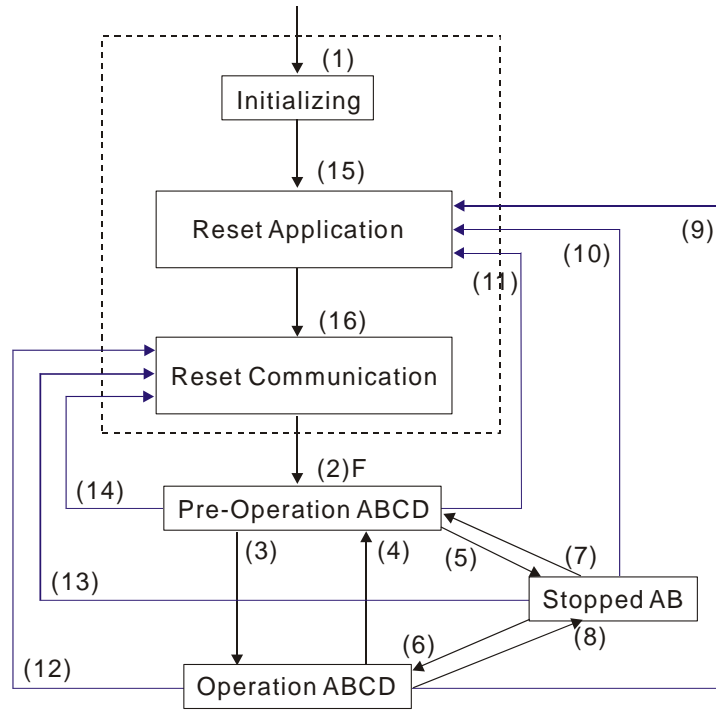 (1)
Initializing
(15)
Reset Application
(9)
(10)
(11)
(16)
Reset Communication
(2)F
(14)
Pre-Operation ABCD
(3)
(4)
(5)
(7)
(13)
Stopped AB
(6)
(8)
(12)
Operation ABCD